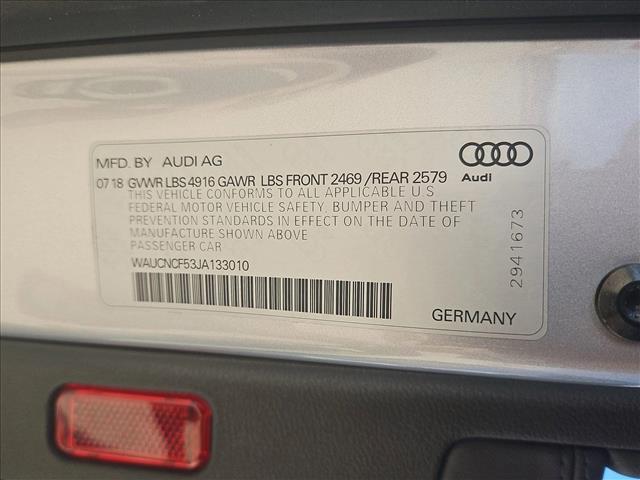 MFD. BY AUDI AG
Audi
07 18 GVWR LBS 4916 GAWR LBS FRONT 2469 /REAR 2579
THIS VEHICLE CONFORMS TO ALL APPLICABLE U.S
FEDERAL MOTOR VEHICLE SAFETY, BUMPER AND THEFT
PREVENTION STANDARDS IN EFFECT ON THE DATE OF
MANUFACTURE SHOWN ABOVE
PASSENGER CAR
WAUCNCF53JA133010
2941673
GERMANY